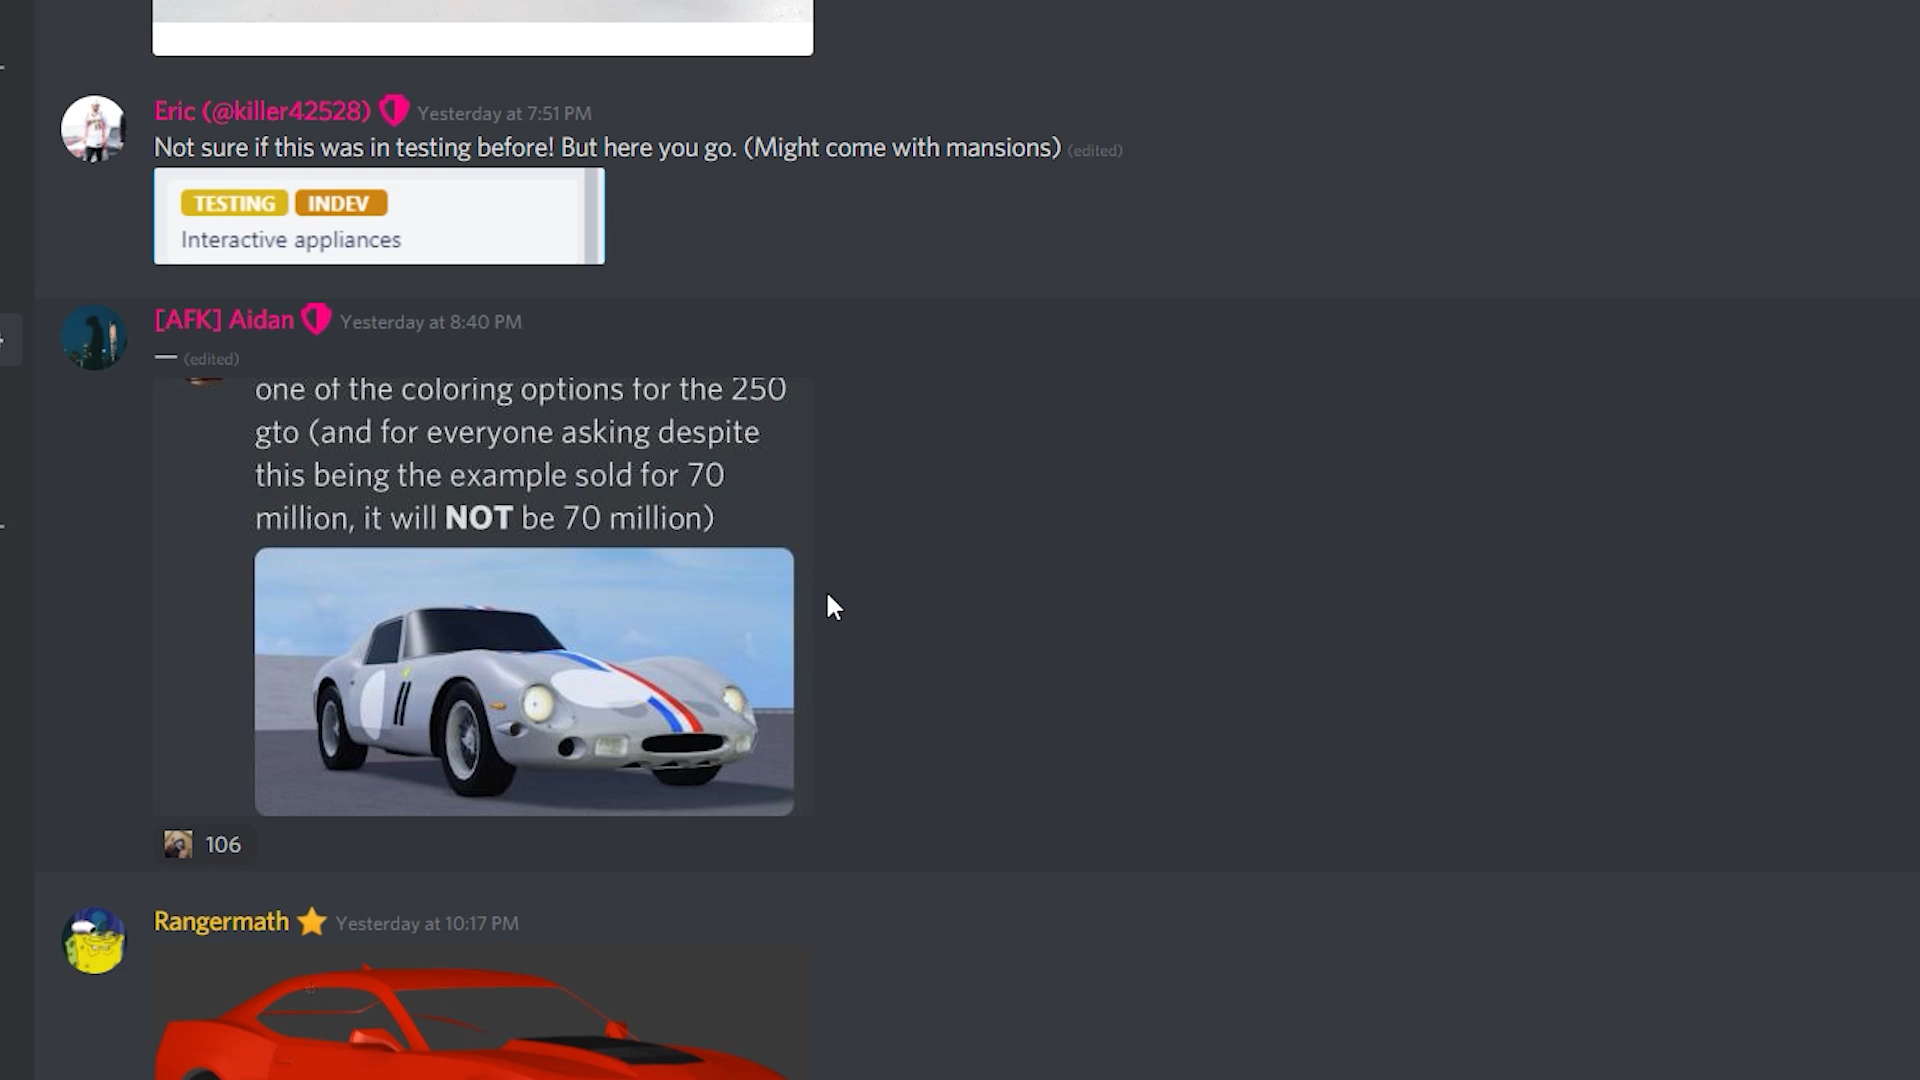 Eric (@killer42528) Yesterday at 7:51 PM
Not sure if this was in testing before! But here you go. (Might come with mansions) (edited)
TESTING INDEV
Interactive appliances
[AFK] Aidan Yesterday at 8:40 PM
— (edited)
one of the coloring options for the 250
gto (and for everyone asking despite
this being the example sold for 70
million, it will NOT be 70 million)
106
Rangermath Yesterday at 10:17 PM